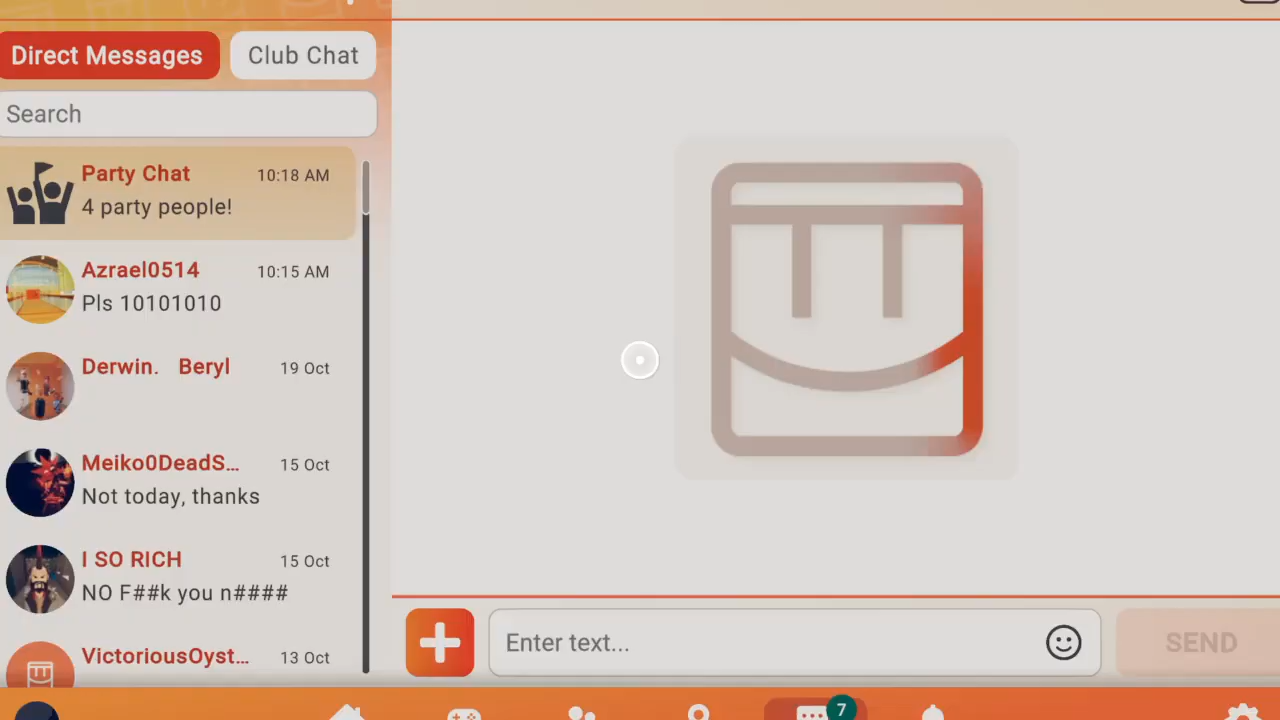 Direct Messages
Club Chat
Search
Party Chat 10:18 AM
4 party people!
Azrael0514 10:15 AM
Pls 10101010
Derwin. Beryl 19 Oct
Meiko0DeadS... 15 Oct
Not today, thanks
I SO RICH 15 Oct
NO F##k you n####
VictoriousOyst... 13 Oct
Enter text...
SEND
7